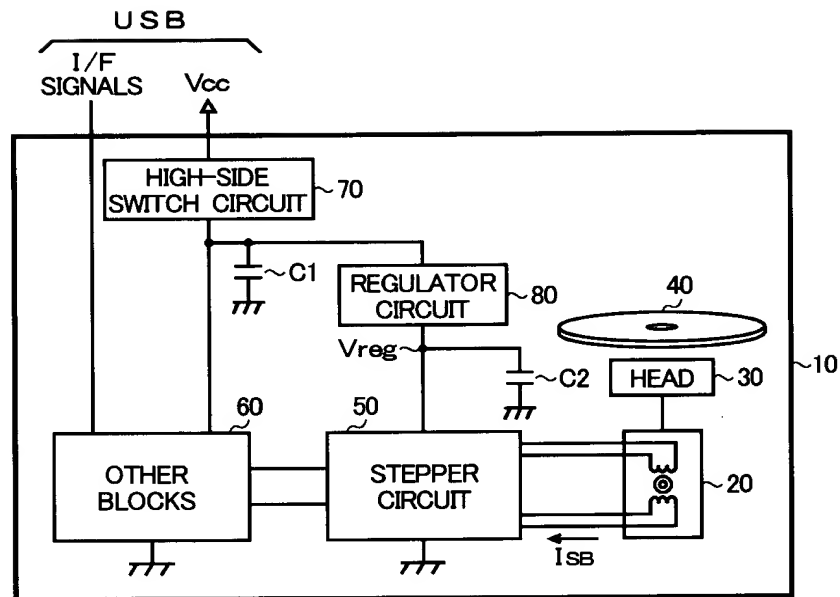 USB
I/F
SIGNALS
Vcc
HIGH-SIDE
SWITCH CIRCUIT
70
C1
REGULATOR
CIRCUIT
80
40
Vreg
C2
HEAD
30
10
60
50
OTHER
BLOCKS
STEPPER
CIRCUIT
20
ISB